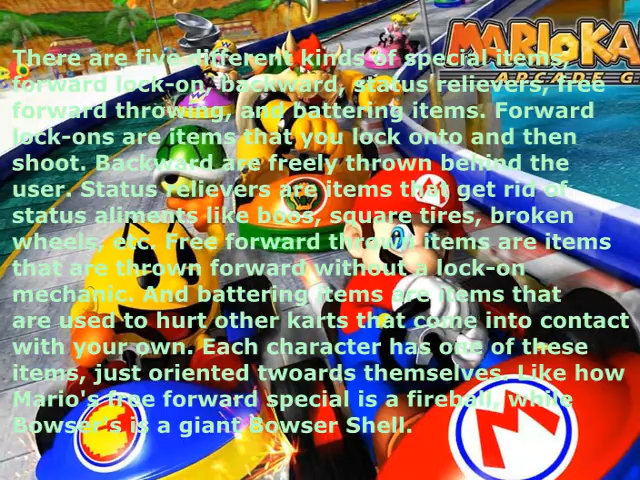 MARIOKA
ARCADE G
There are five different kinds of special items,
forward lock-on, backward, status relievers, free
forward throwing, and battering items. Forward
lock-ons are items that you lock onto and then
shoot. Backward are freely thrown behind the
user. Status relievers are items that get rid of
status aliments like boos, square tires, broken
wheels, etc. Free forward thrown items are items
that are thrown forward without a lock-on
mechanic. And battering items are items that
are used to hurt other karts that come into contact
with your own. Each character has one of these
items, just oriented twoards themselves. Like how
Mario's free forward special is a fireball, while
Bowser's is a giant Bowser Shell.
M
M